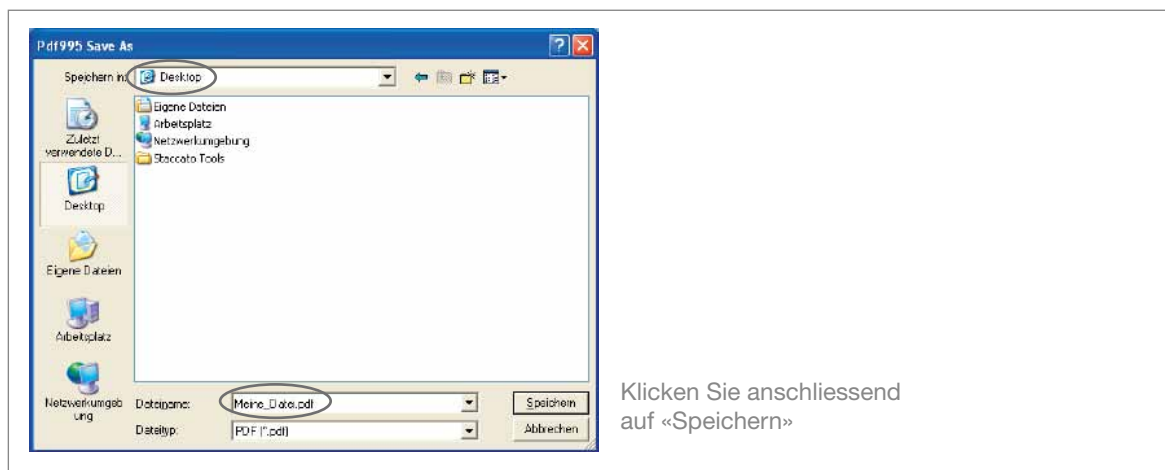 Pdf995 Save As
Speichern in:
Desktop
Zuletzt
verwendete D...
Desktop
Eigene Dateien
Arbeitsplatz
Netzwerkumgeb
ung
Eigene Dateien
Arbeitsplatz
Netzwerkumgebung
Staccato Tools
Dateiname:
Meine_Datei.pdf
Speichern
Dateityp:
PDF (*.pdf)
Abbrechen
Klicken Sie anschliessend
auf «Speichern»